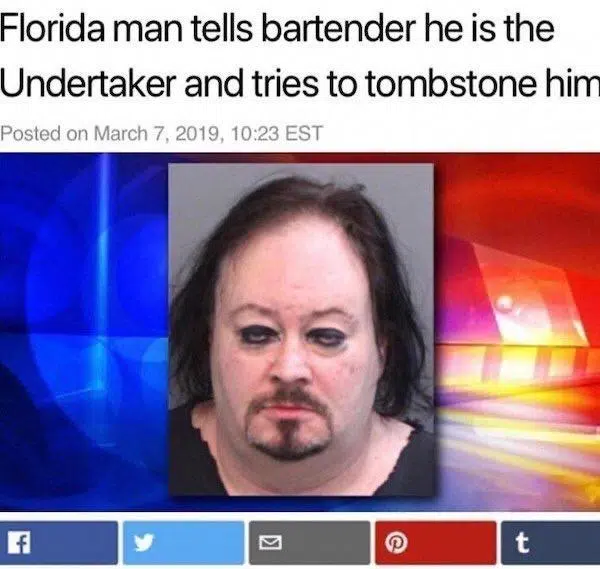 Florida man tells bartender he is the
Undertaker and tries to tombstone him
Posted on March 7, 2019, 10:23 EST
f
t